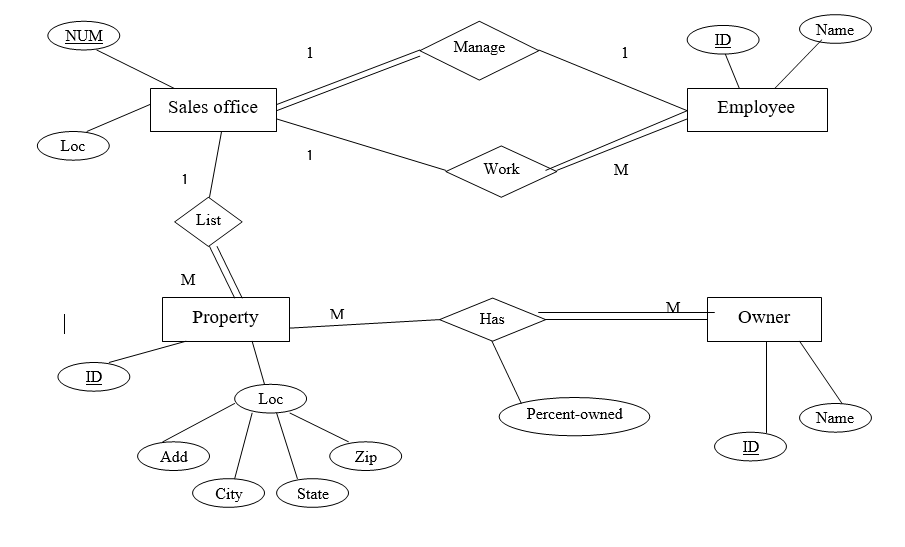 NUM
Name
ID
1
Manage
1
Sales office
Employee
Loc
1
Work
M
1
List
M
Property
M
Has
M
Owner
ID
Loc
Percent-owned
Name
Add
Zip
ID
City
State